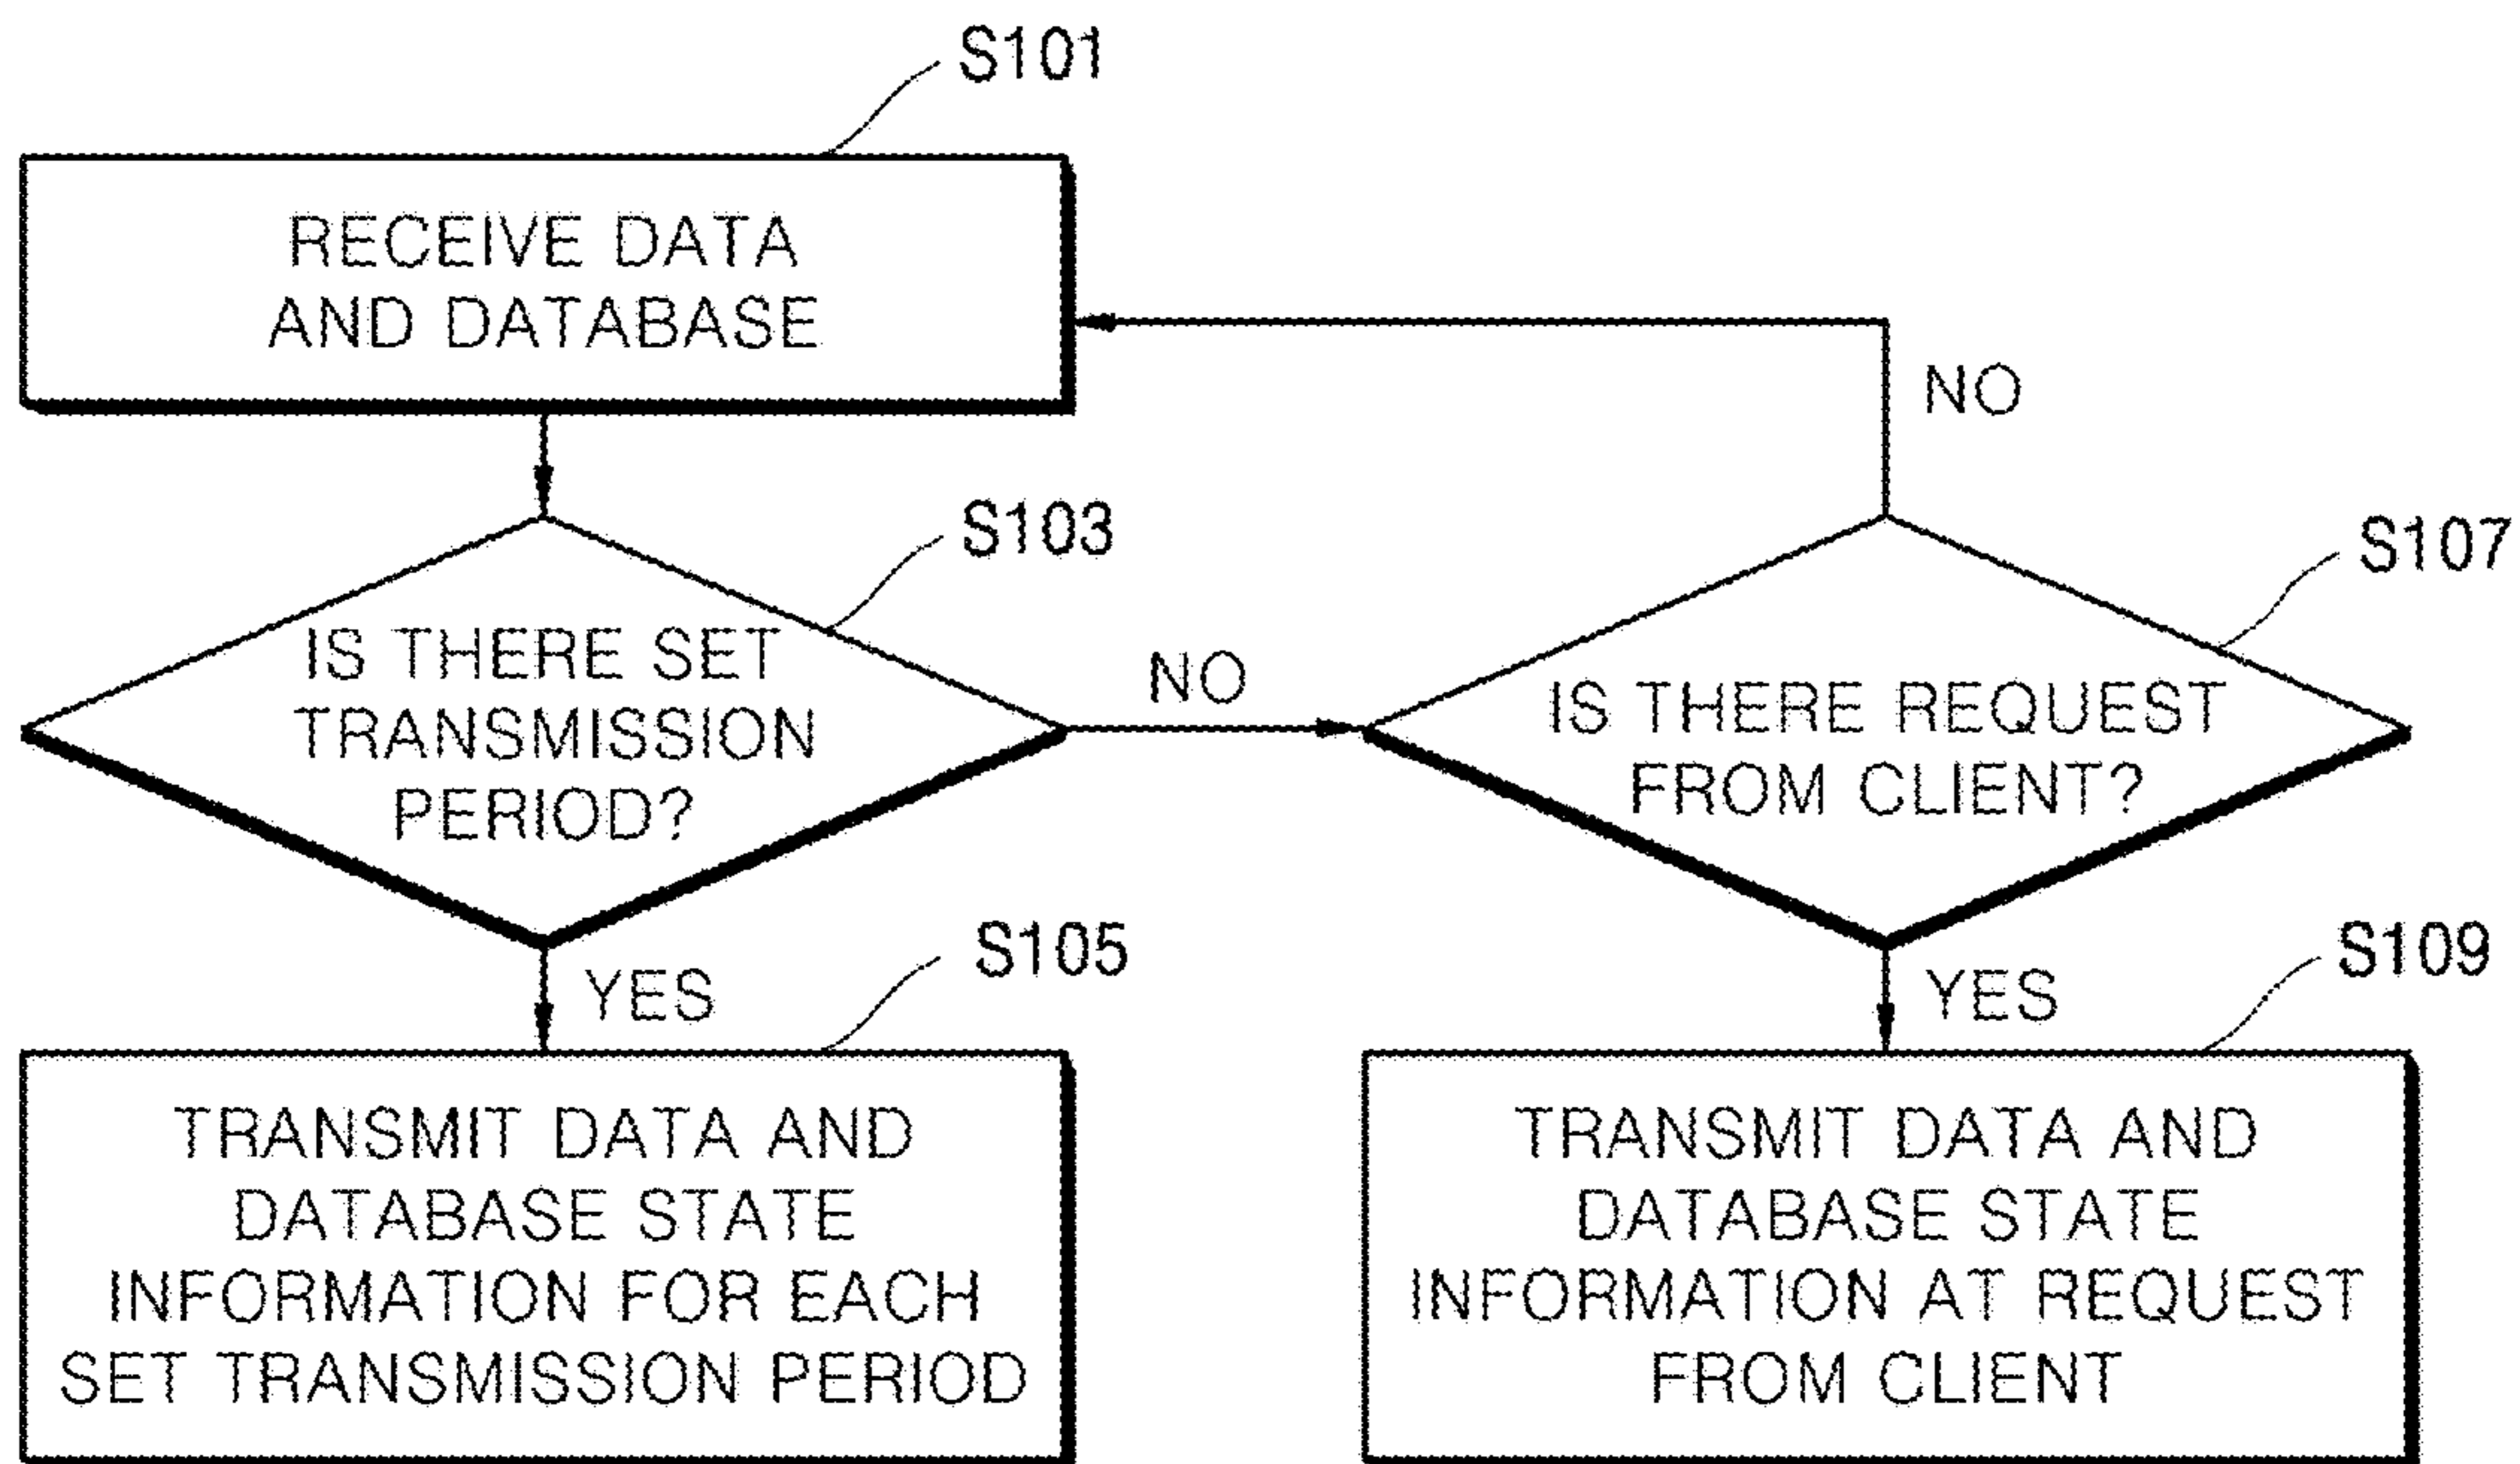 S101
RECEIVE DATA
AND DATABASE
NO
S103
S107
IS THERE SET
TRANSMISSION
PERIOD?
NO
IS THERE REQUEST
FROM CLIENT?
S105
S109
YES
YES
TRANSMIT DATA AND
DATABASE STATE
INFORMATION FOR EACH
SET TRANSMISSION PERIOD
TRANSMIT DATA AND
DATABASE STATE
INFORMATION AT REQUEST
FROM CLIENT